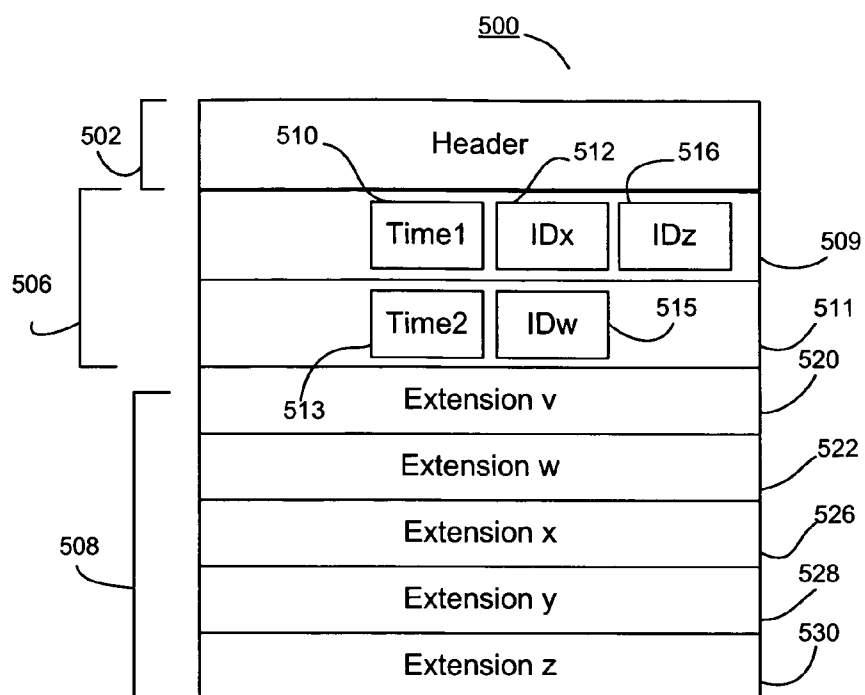 500
502
510
Header
512
516
Time1
IDx
IDz
509
506
Time2
IDw
515
511
513
Extension v
520
Extension w
522
508
Extension x
526
Extension y
528
Extension z
530